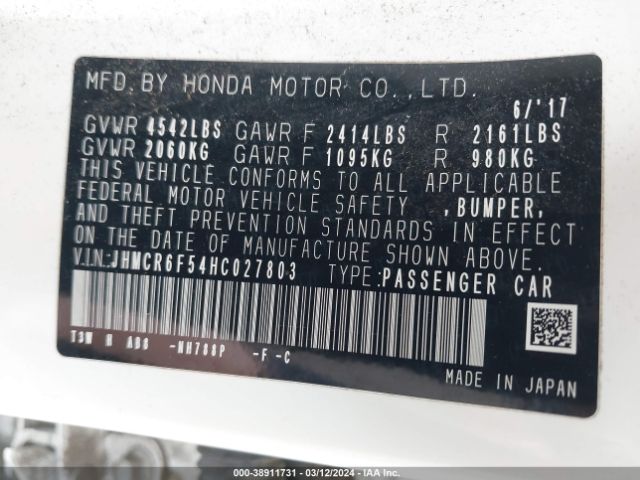 MFD. BY HONDA MOTOR CO., LTD.
6/'17
GVWR 4542LBS GAWR F 2414LBS R 2161LBS
GVWR 2060KG GAWR F 1095KG R 980KG
THIS VEHICLE CONFORMS TO ALL APPLICABLE
FEDERAL MOTOR VEHICLE SAFETY ,BUMPER,
AND THEFT PREVENTION STANDARDS IN EFFECT
ON THE DATE OF MANUFACTURE SHOWN ABOVE.
V.I.N:JHMCR6F54HC027803 TYPE:PASSENGER CAR
T3W H AB8 -NH788P -F -C
MADE IN JAPAN
000-38911731 - 03/12/2024 - IAA Inc.